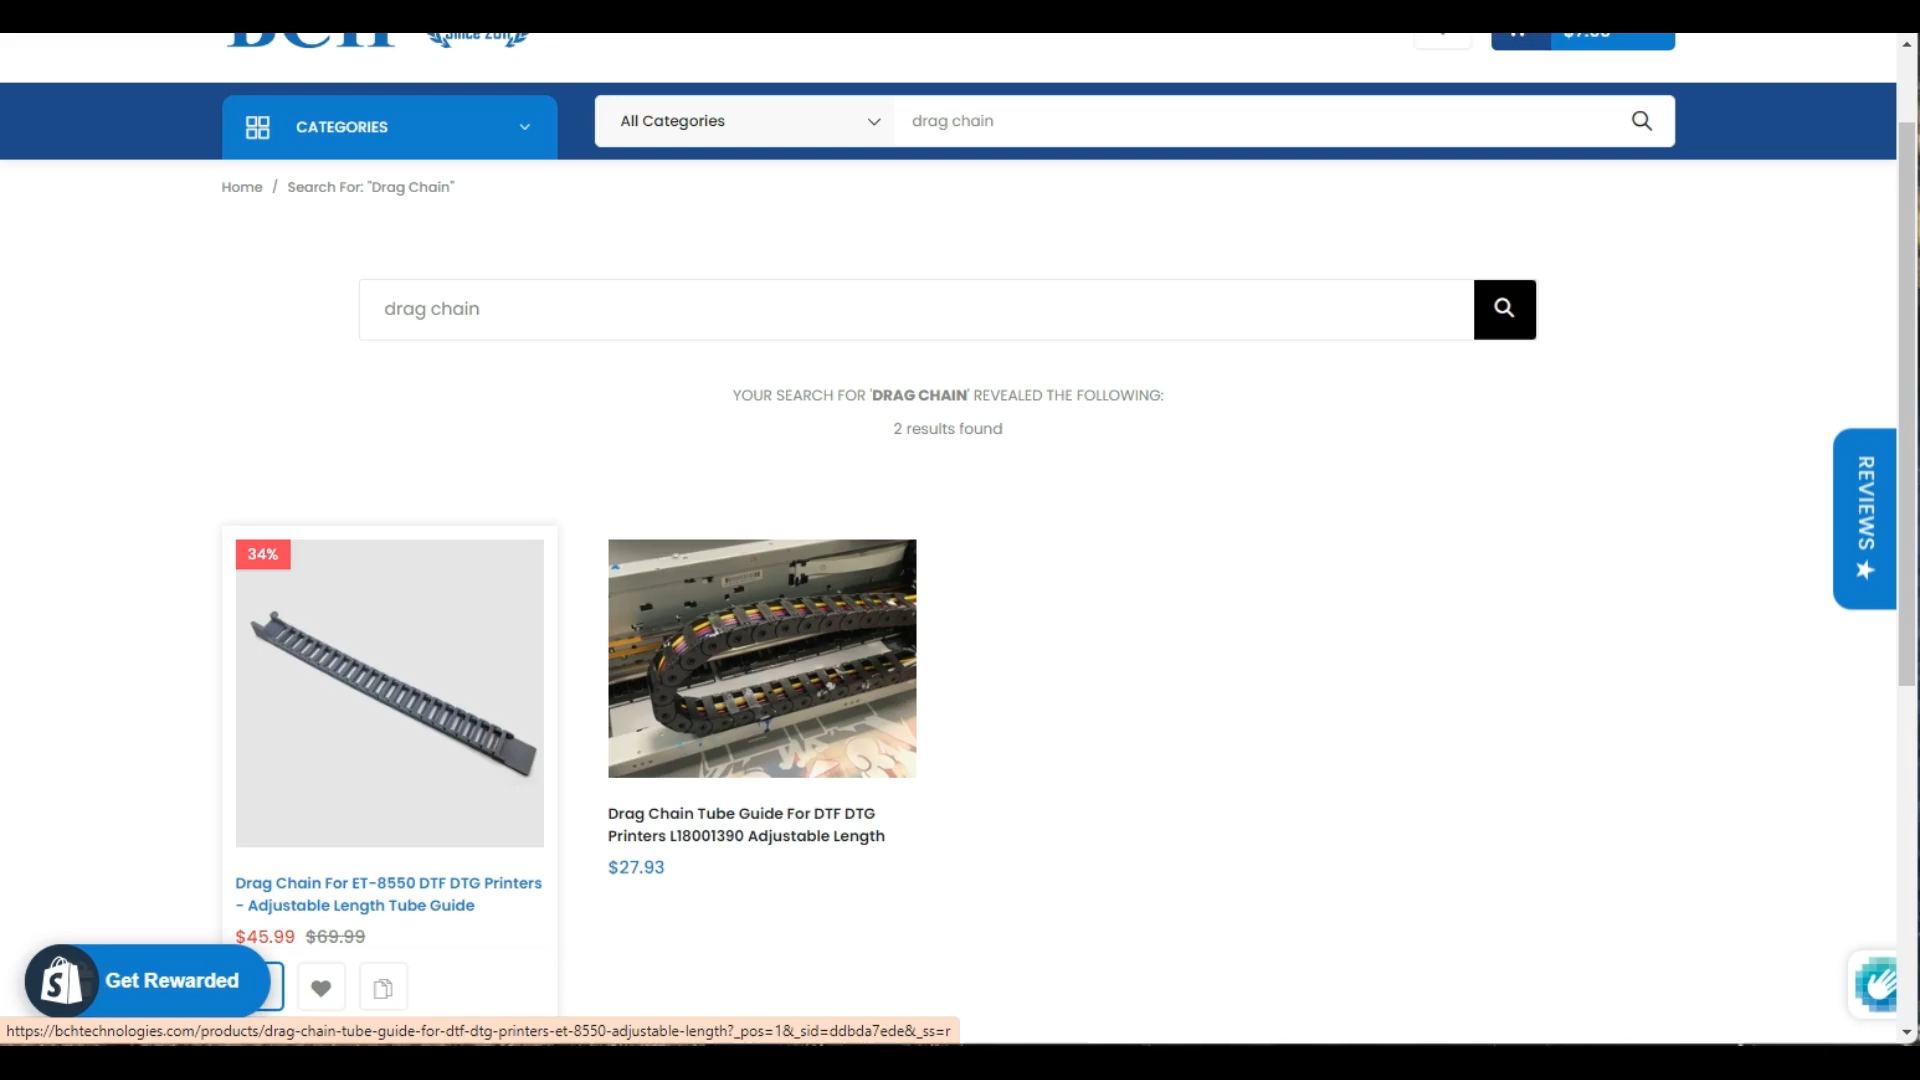 BCH
Since 2011
CATEGORIES
All Categories
drag chain
Home / Search For: "Drag Chain"
drag chain
YOUR SEARCH FOR 'DRAG CHAIN' REVEALED THE FOLLOWING:
2 results found
REVIEWS ★
34%
Drag Chain For ET-8550 DTF DTG Printers
- Adjustable Length Tube Guide
$45.99 $69.99
Drag Chain Tube Guide For DTF DTG
Printers L18001390 Adjustable Length
$27.93
Get Rewarded
https://bchtechnologies.com/products/drag-chain-tube-guide-for-dtf-dtg-printers-et-8550-adjustable-length?_pos=1&_sid=ddbda7ede&_ss=r